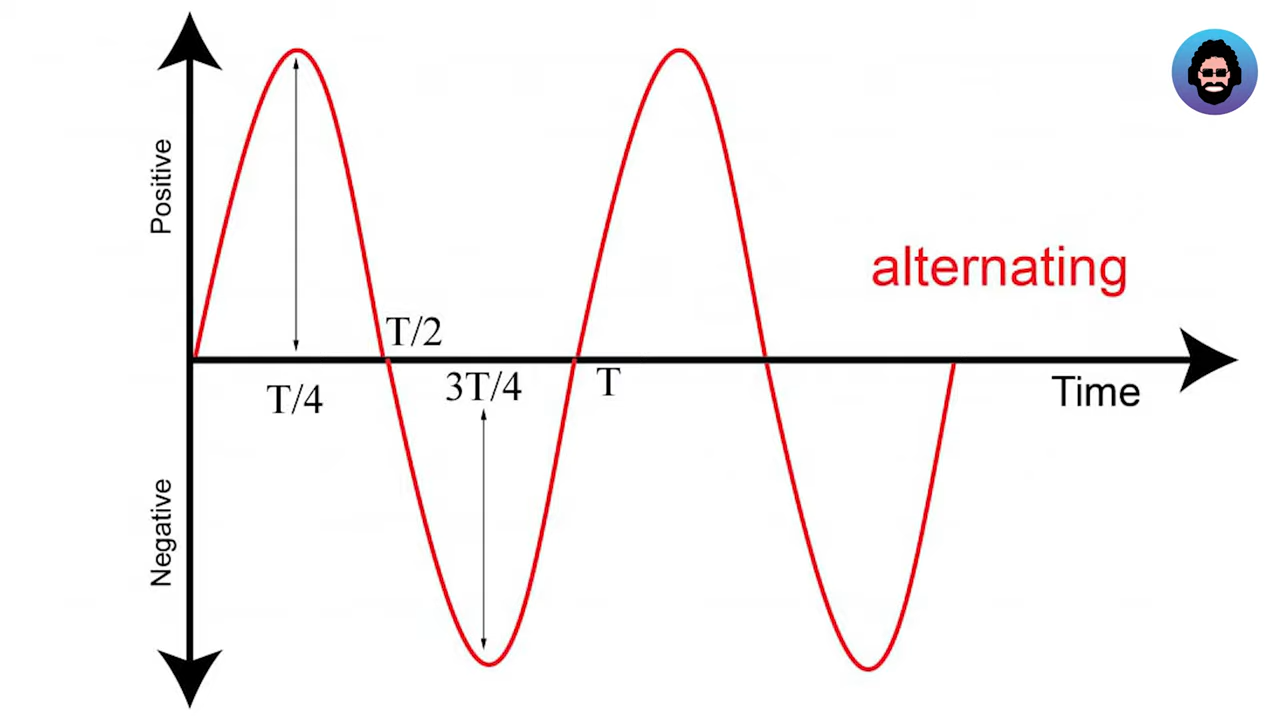 Positive
alternating
T/2
3T/4
T
T/4
Time
Negative